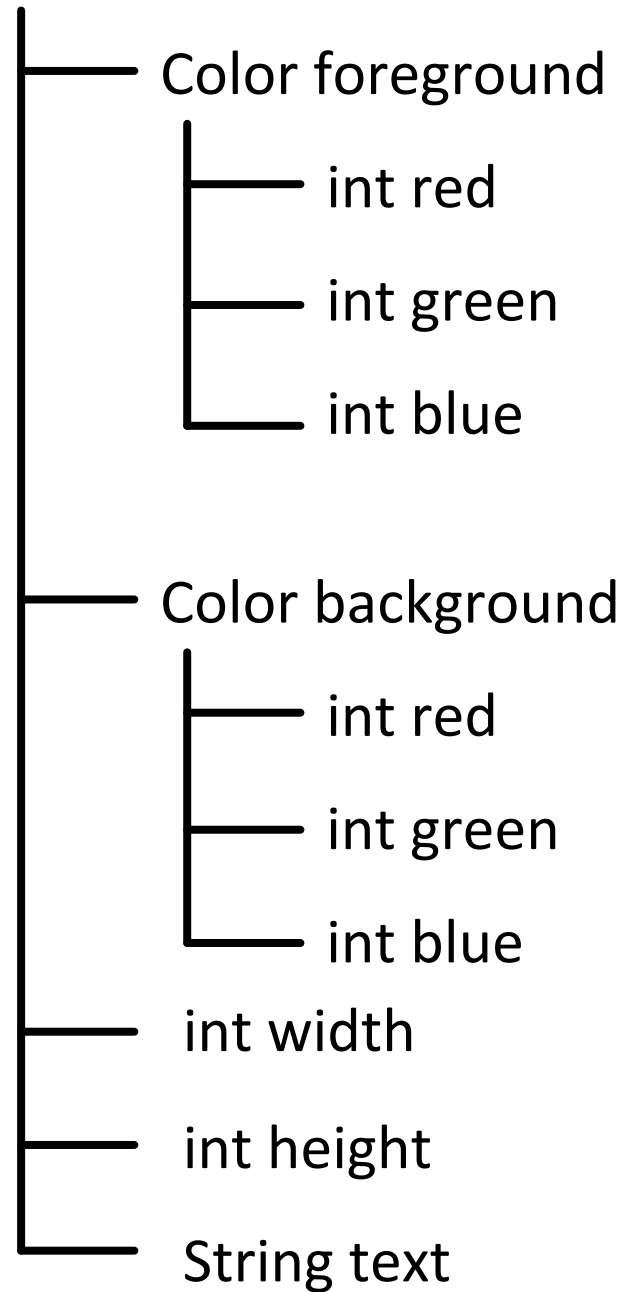 Color foreground
int red
int green
int blue
Color background
int red
int green
int blue
int width
int height
String text